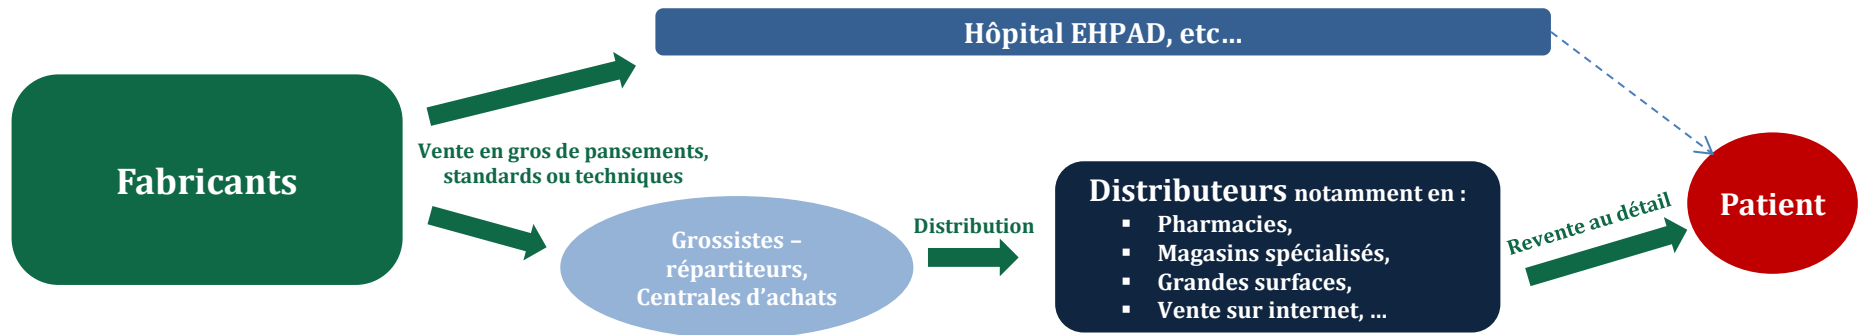 Hôpital EHPAD, etc…
Fabricants
Vente en gros de pansements,
standards ou techniques
Grossistes –
répartiteurs,
Centrales d’achats
Distribution
Distributeurs notamment en :
▪ Pharmacies,
▪ Magasins spécialisés,
▪ Grandes surfaces,
▪ Vente sur internet, …
Revente au détail
Patient